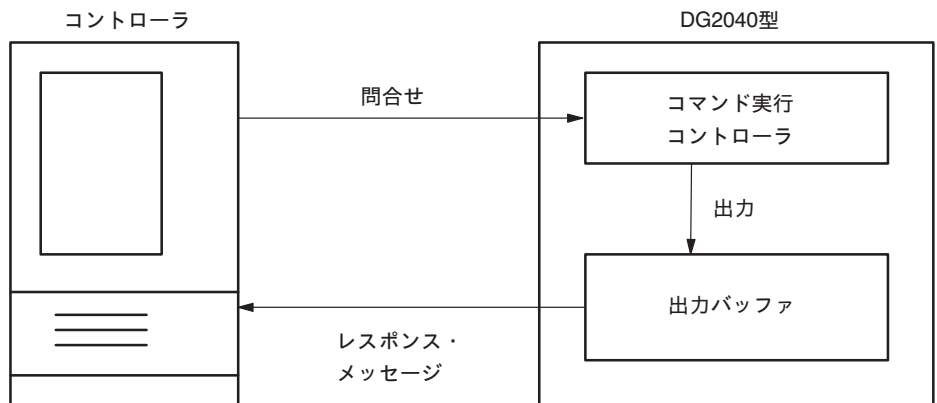 コントローラ
DG2040型
問合せ
コマンド実行
コントローラ
出力
出力バッファ
レスポンス・
メッセージ